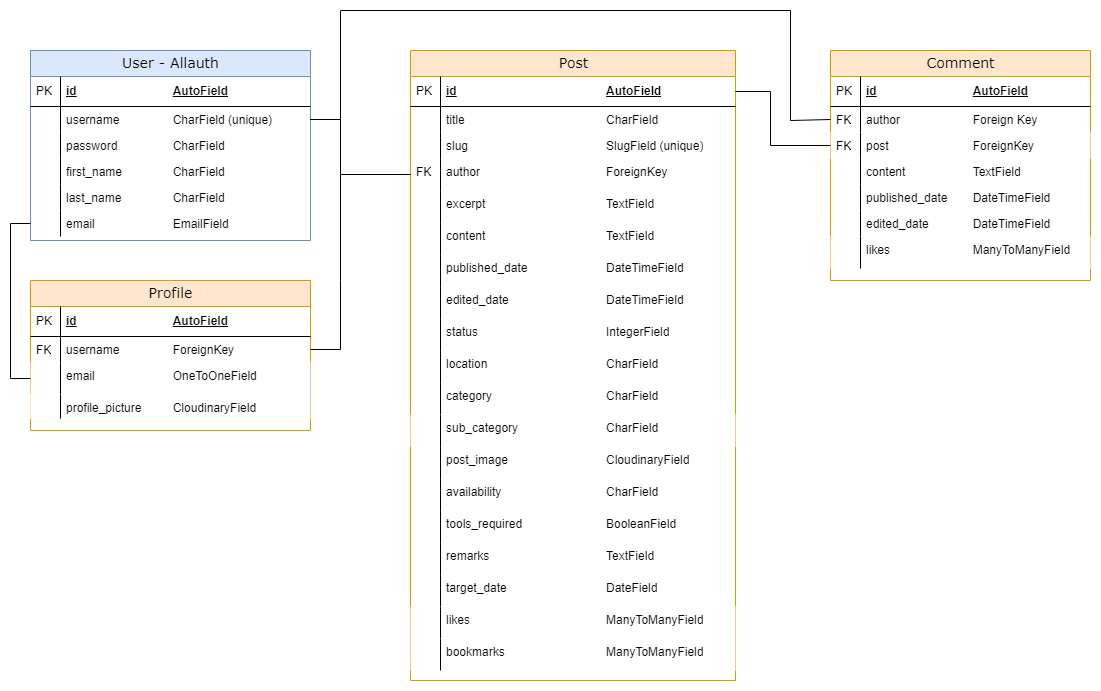 User - Allauth
PK id AutoField
username CharField (unique)
password CharField
first_name CharField
last_name CharField
email EmailField
Profile
PK id AutoField
FK username ForeignKey
email OneToOneField
profile_picture CloudinaryField
Post
PK id AutoField
title CharField
slug SlugField (unique)
FK author ForeignKey
excerpt TextField
content TextField
published_date DateTimeField
edited_date DateTimeField
status IntegerField
location CharField
category CharField
sub_category CharField
post_image CloudinaryField
availability CharField
tools_required BooleanField
remarks TextField
target_date DateField
likes ManyToManyField
bookmarks ManyToManyField
Comment
PK id AutoField
FK author Foreign Key
FK post ForeignKey
content TextField
published_date DateTimeField
edited_date DateTimeField
likes ManyToManyField